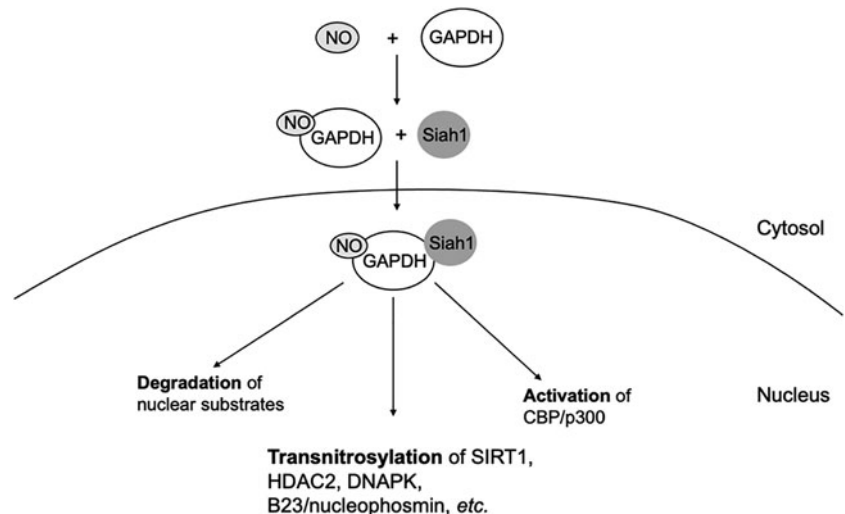 NO + GAPDH
NO GAPDH + Siah1
Cytosol
NO GAPDH Siah1
Degradation of
nuclear substrates
Activation of
CBP/p300
Nucleus
Transnitrosylation of SIRT1,
HDAC2, DNAPK,
B23/nucleophosmin, etc.